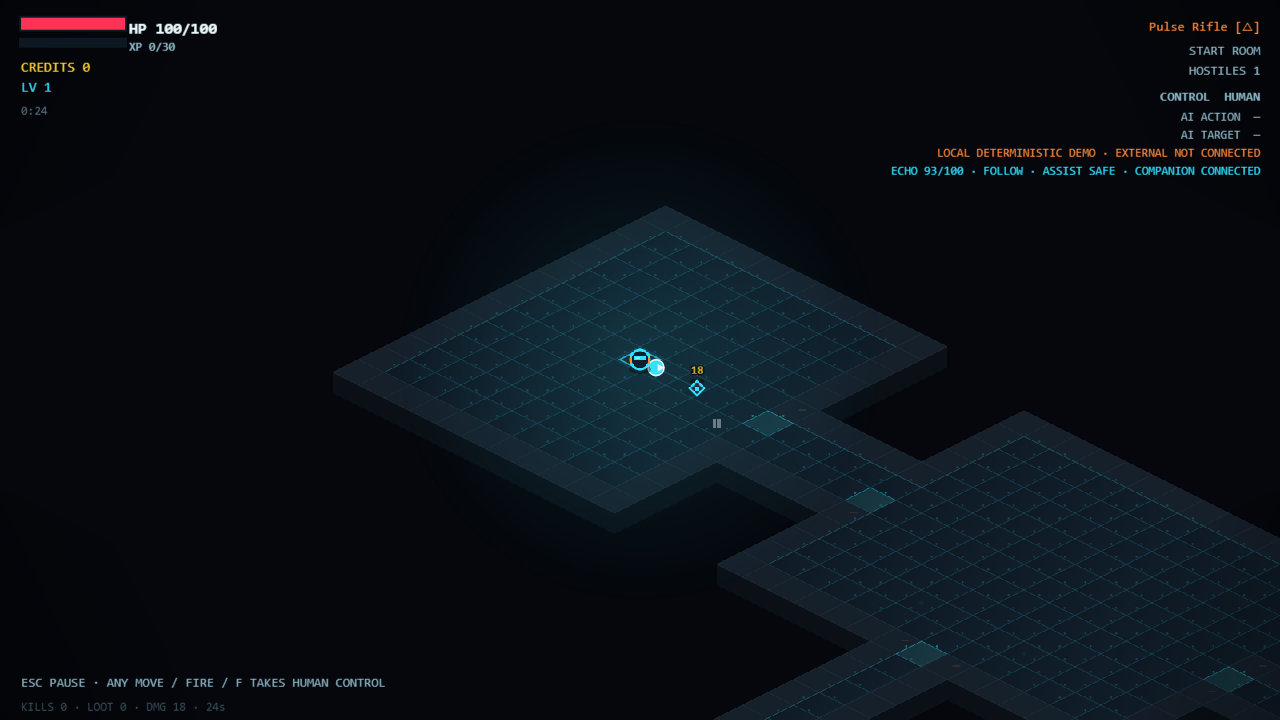 HP 100/100
XP 0/30
CREDITS 0
LV 1
0:24
Pulse Rifle [△]
START ROOM
HOSTILES 1
CONTROL HUMAN
AI ACTION —
AI TARGET —
LOCAL DETERMINISTIC DEMO · EXTERNAL NOT CONNECTED
ECHO 93/100 · FOLLOW · ASSIST SAFE · COMPANION CONNECTED
18
ESC PAUSE · ANY MOVE / FIRE / F TAKES HUMAN CONTROL
KILLS 0 · LOOT 0 · DMG 18 · 24s